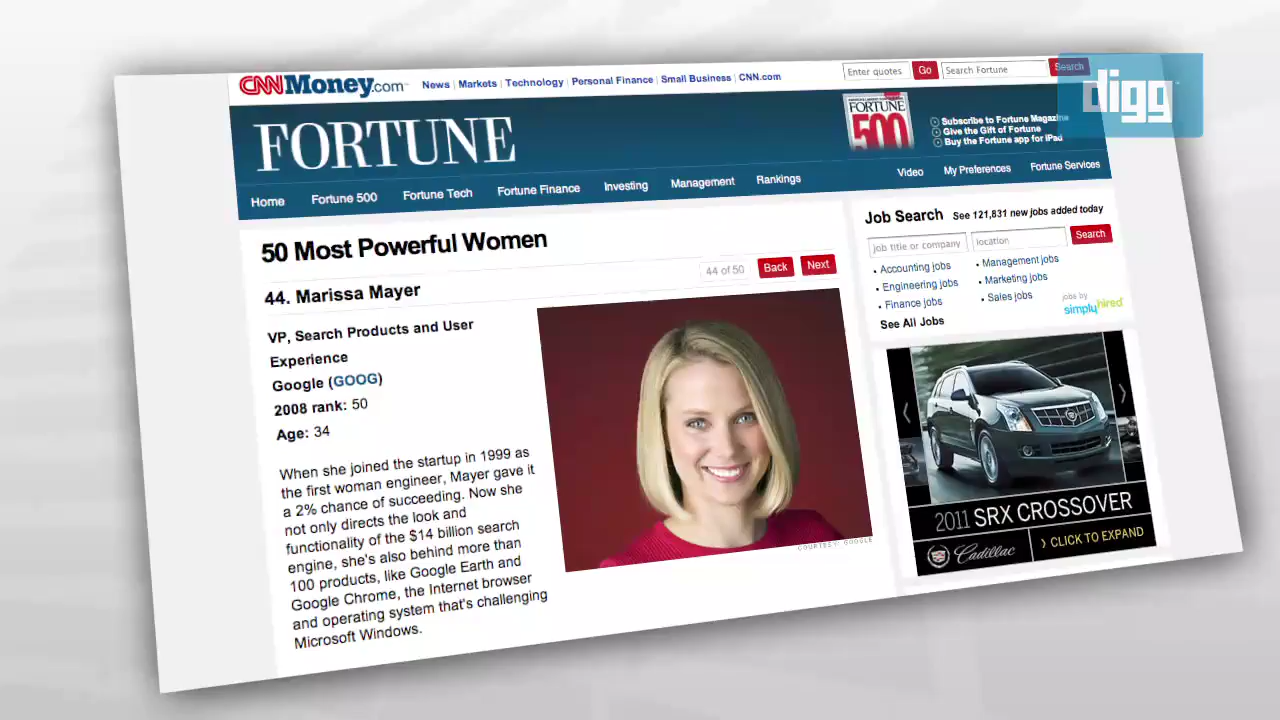 CNNMoney.com
News | Markets | Technology | Personal Finance | Small Business | CNN.com
Enter quotes Go Search Fortune Search
digg
FORTUNE
FORTUNE
500
Subscribe to Fortune Magazine
Give the Gift of Fortune
Buy the Fortune app for iPad
Home Fortune 500 Fortune Tech Fortune Finance Investing Management Rankings Video My Preferences Fortune Services
50 Most Powerful Women
44 of 50 Back Next
44. Marissa Mayer
VP, Search Products and User
Experience
Google (GOOG)
2008 rank: 50
Age: 34
When she joined the startup in 1999 as
the first woman engineer, Mayer gave it
a 2% chance of succeeding. Now she
not only directs the look and
functionality of the $14 billion search
engine, she's also behind more than
100 products, like Google Earth and
Google Chrome, the Internet browser
and operating system that's challenging
Microsoft Windows.
COURTESY: GOOGLE
Job Search See 121,831 new jobs added today
job title or company location Search
• Accounting jobs • Management jobs
• Engineering jobs • Marketing jobs
• Finance jobs • Sales jobs
See All Jobs
jobs by
simplyhired
2011 SRX CROSSOVER
Cadillac
CLICK TO EXPAND